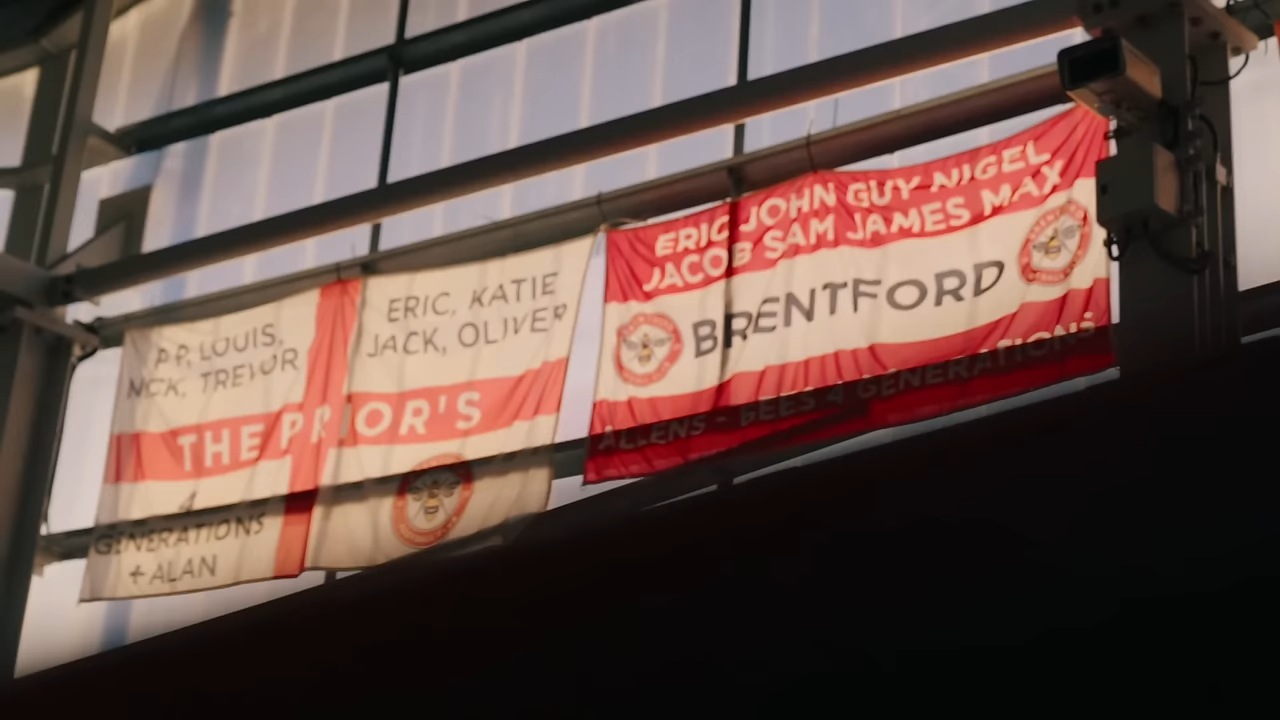 P.P, LOUIS,
NICK, TREVOR
ERIC, KATIE
JACK, OLIVER
THE PRIOR'S
4
GENERATIONS
+ ALAN
ERIC JOHN GUY NIGEL
JACOB SAM JAMES MAX
BRENTFORD
ALLENS - BEES 4 GENERATIONS